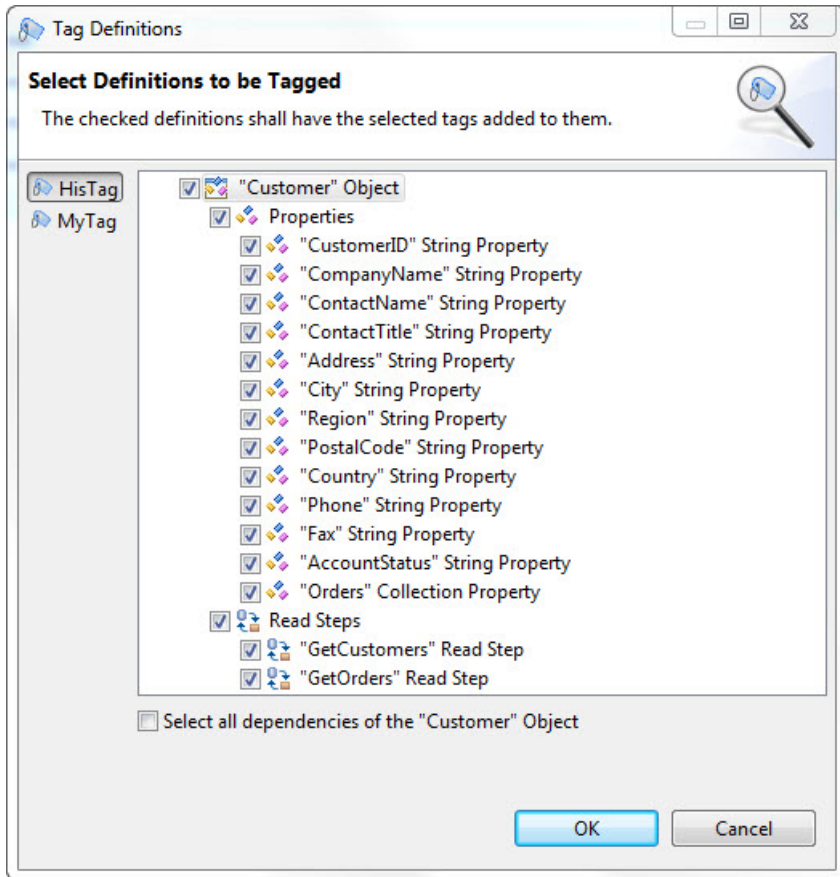 Tag Definitions
Select Definitions to be Tagged
The checked definitions shall have the selected tags added to them.
HisTag
MyTag
"Customer" Object
Properties
"CustomerID" String Property
"CompanyName" String Property
"ContactName" String Property
"ContactTitle" String Property
"Address" String Property
"City" String Property
"Region" String Property
"PostalCode" String Property
"Country" String Property
"Phone" String Property
"Fax" String Property
"AccountStatus" String Property
"Orders" Collection Property
Read Steps
"GetCustomers" Read Step
"GetOrders" Read Step
Select all dependencies of the "Customer" Object
OK
Cancel